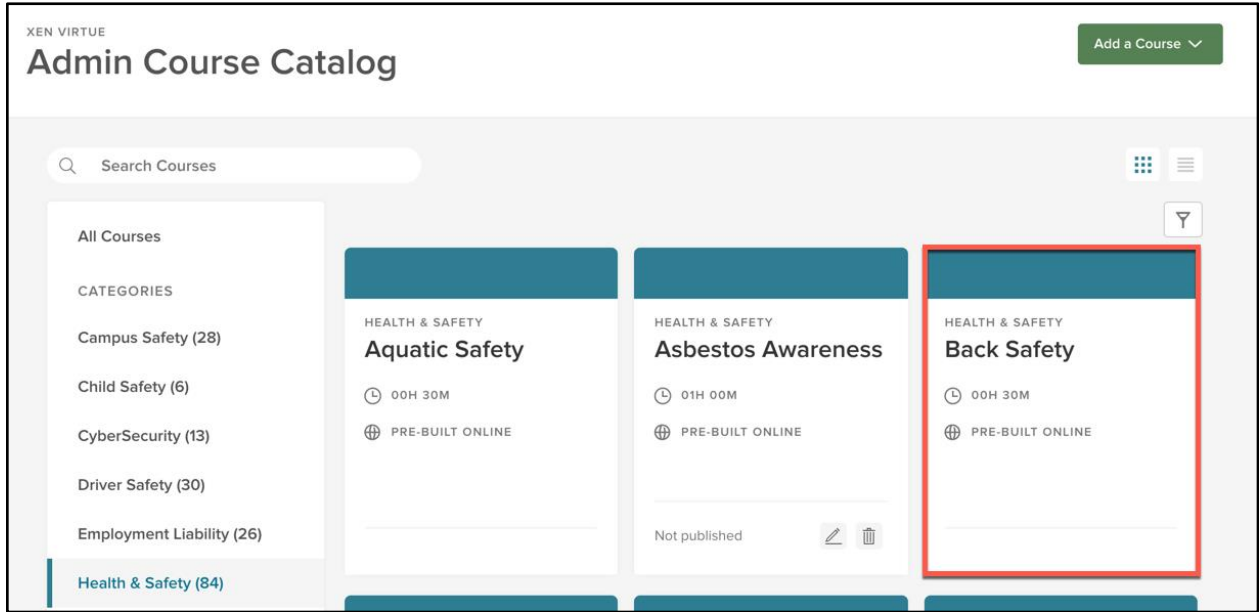 XEN VIRTUE
Admin Course Catalog
Add a Course
Search Courses
All Courses
CATEGORIES
Campus Safety (28)
Child Safety (6)
CyberSecurity (13)
Driver Safety (30)
Employment Liability (26)
Health & Safety (84)
HEALTH & SAFETY
Aquatic Safety
00H 30M
PRE-BUILT ONLINE
HEALTH & SAFETY
Asbestos Awareness
01H 00M
PRE-BUILT ONLINE
Not published
HEALTH & SAFETY
Back Safety
00H 30M
PRE-BUILT ONLINE